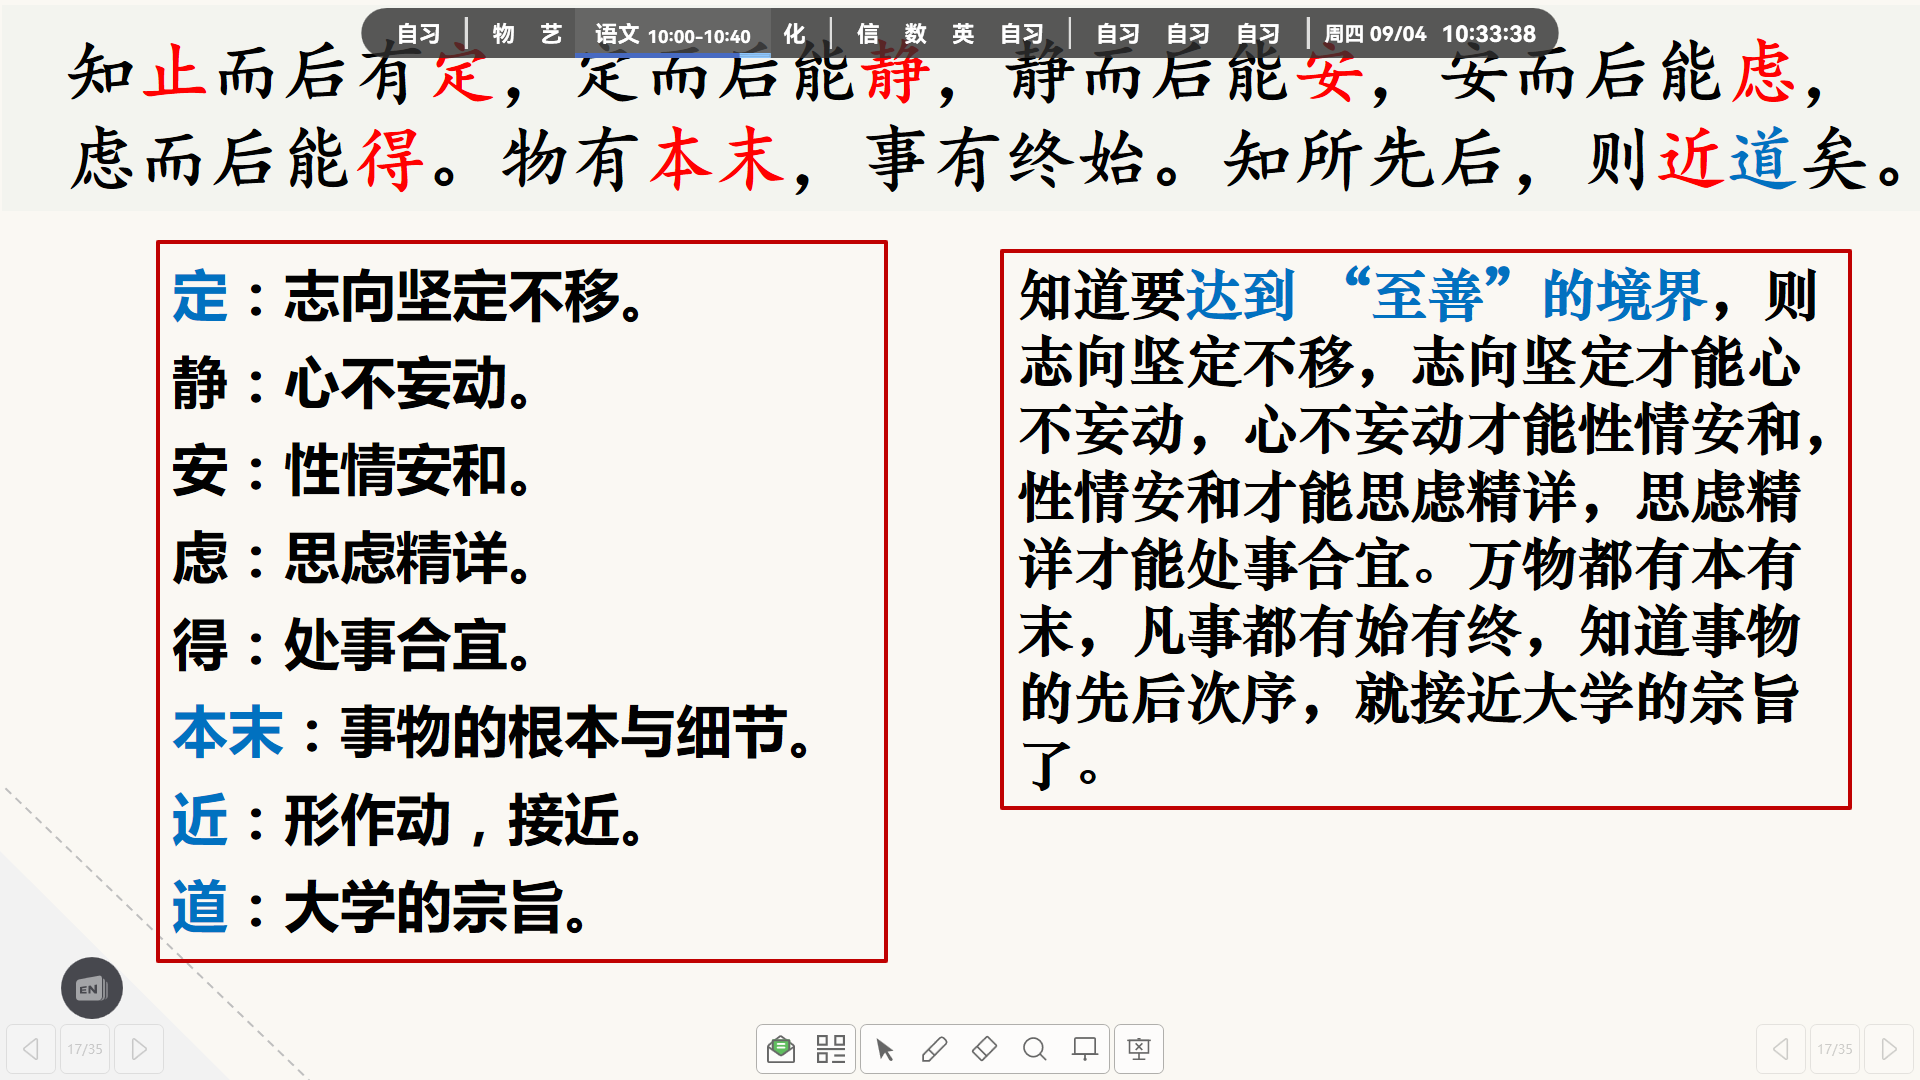 自习 | 物 艺 语文 10:00-10:40 化 | 信 数 英 自习 | 自习 自习 自习 | 周四 09/04 10:33:38
知止而后有定，定而后能静，静而后能安，安而后能虑，
虑而后能得。物有本末，事有终始。知所先后，则近道矣。
定：志向坚定不移。
静：心不妄动。
安：性情安和。
虑：思虑精详。
得：处事合宜。
本末：事物的根本与细节。
近：形作动，接近。
道：大学的宗旨。
知道要达到 “至善”的境界，则
志向坚定不移，志向坚定才能心
不妄动，心不妄动才能性情安和，
性情安和才能思虑精详，思虑精
详才能处事合宜。万物都有本有
末，凡事都有始有终，知道事物
的先后次序，就接近大学的宗旨
了。
EN
17/35
17/35